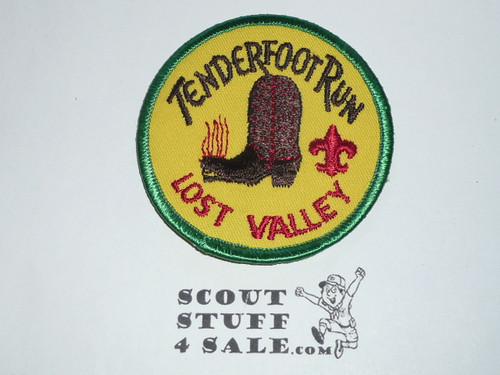 TENDERFOOT RUN
LOST VALLEY
SCOUT
STUFF
4 SALE.com